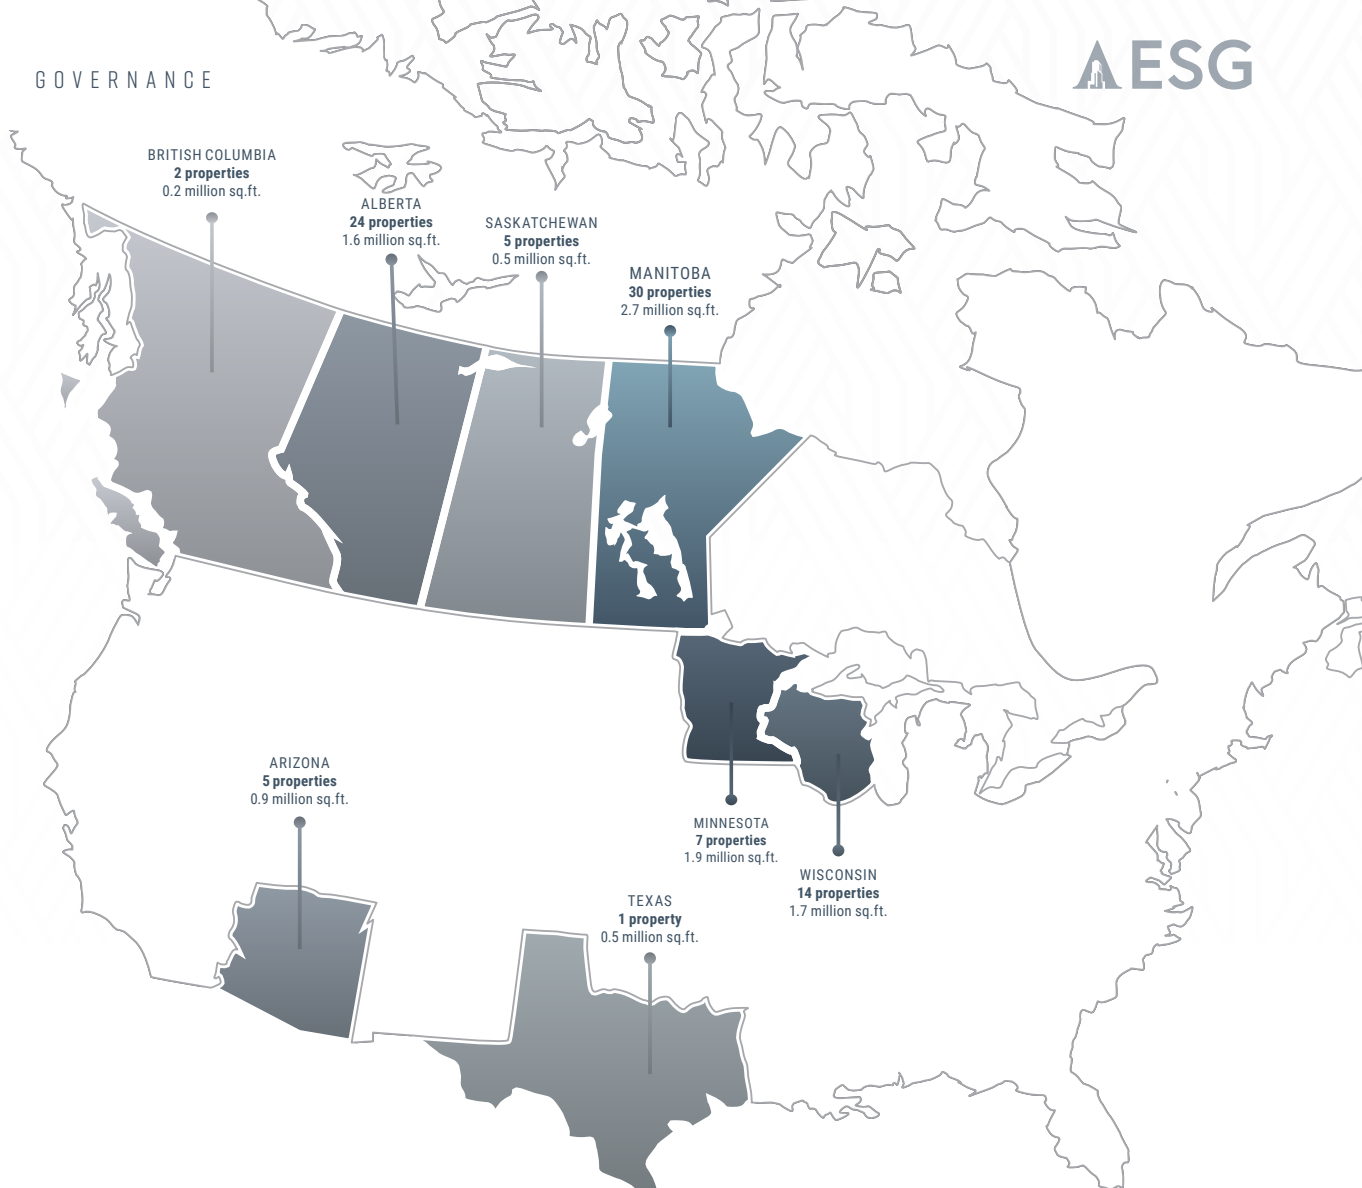 GOVERNANCE
AESG
BRITISH COLUMBIA
2 properties
0.2 million sq.ft.
ALBERTA
24 properties
1.6 million sq.ft.
SASKATCHEWAN
5 properties
0.5 million sq.ft.
MANITOBA
30 properties
2.7 million sq.ft.
ARIZONA
5 properties
0.9 million sq.ft.
MINNESOTA
7 properties
1.9 million sq.ft.
WISCONSIN
14 properties
1.7 million sq.ft.
TEXAS
1 property
0.5 million sq.ft.